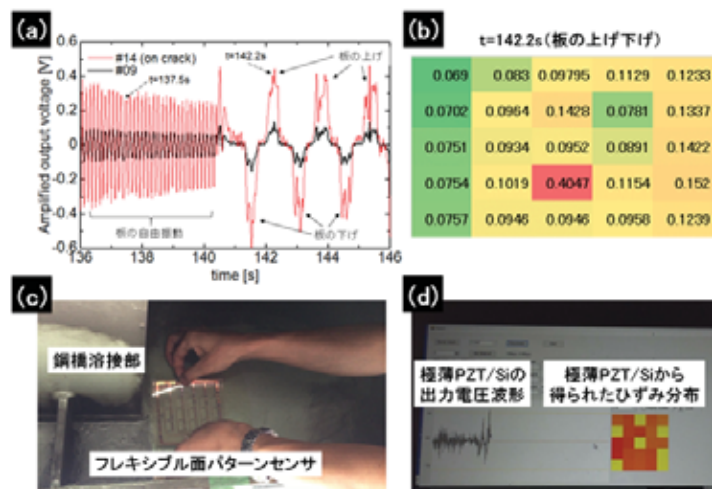 (a)
Amplified output voltage [V]
0.6
0.4
0.2
0
-0.2
-0.4
-0.6
#14 (on crack)
#09
t=137.5s
t=142.2s
板の上げ
板の自由振動
板の下げ
136 138 140 142 144 146
time [s]
(b)
t=142.2s(板の上げ下げ)
0.069 0.083 0.09795 0.1129 0.1233
0.0702 0.0964 0.1428 0.0781 0.1337
0.0751 0.0934 0.0952 0.0891 0.1422
0.0754 0.1019 0.4047 0.1154 0.152
0.0757 0.0946 0.0946 0.0958 0.1239
(c)
鋼橋溶接部
フレキシブル面パターンセンサ
(d)
極薄PZT/Siの
出力電圧波形
極薄PZT/Siから
得られたひずみ分布